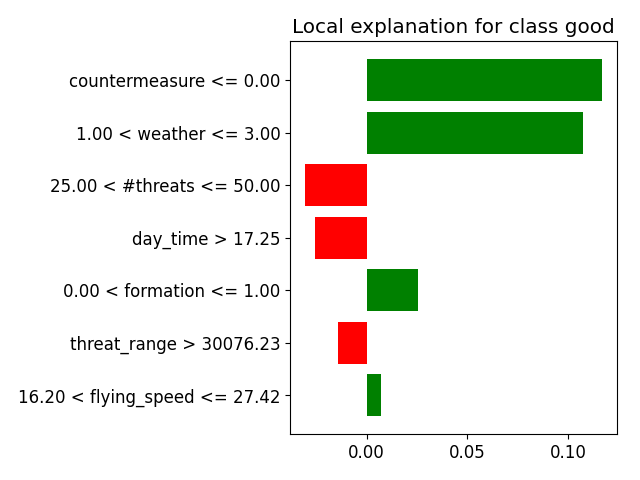 Local explanation for class good
countermeasure <= 0.00
1.00 < weather <= 3.00
25.00 < #threats <= 50.00
day_time > 17.25
0.00 < formation <= 1.00
threat_range > 30076.23
16.20 < flying_speed <= 27.42
0.00 0.05 0.10